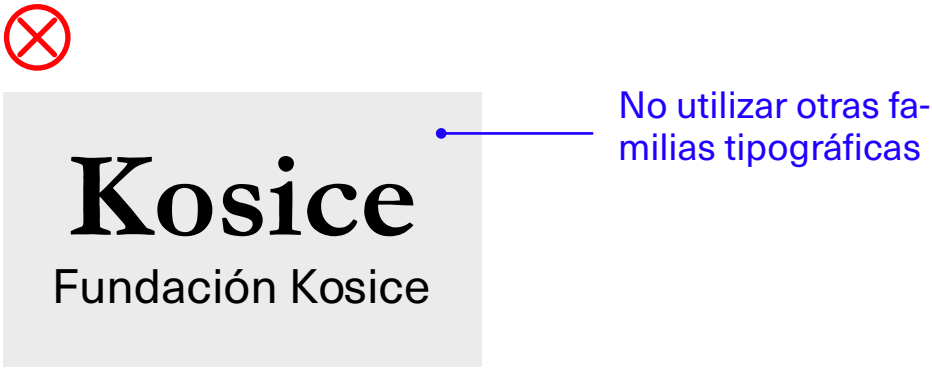 Kosice
Fundación Kosice
No utilizar otras fa-
milias tipográficas